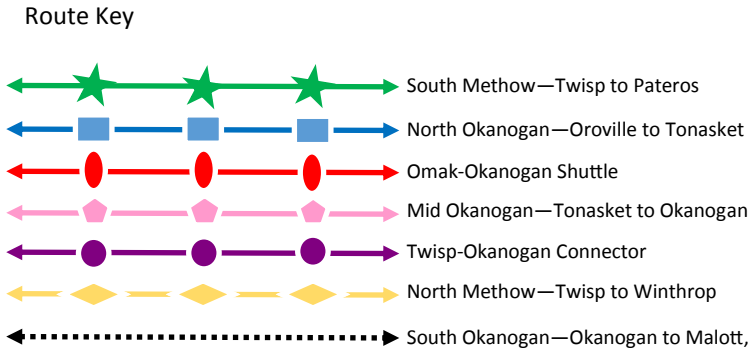 Route Key
South Methow—Twisp to Pateros
North Okanogan—Oroville to Tonasket
Omak-Okanogan Shuttle
Mid Okanogan—Tonasket to Okanogan
Twisp-Okanogan Connector
North Methow—Twisp to Winthrop
South Okanogan—Okanogan to Malott,